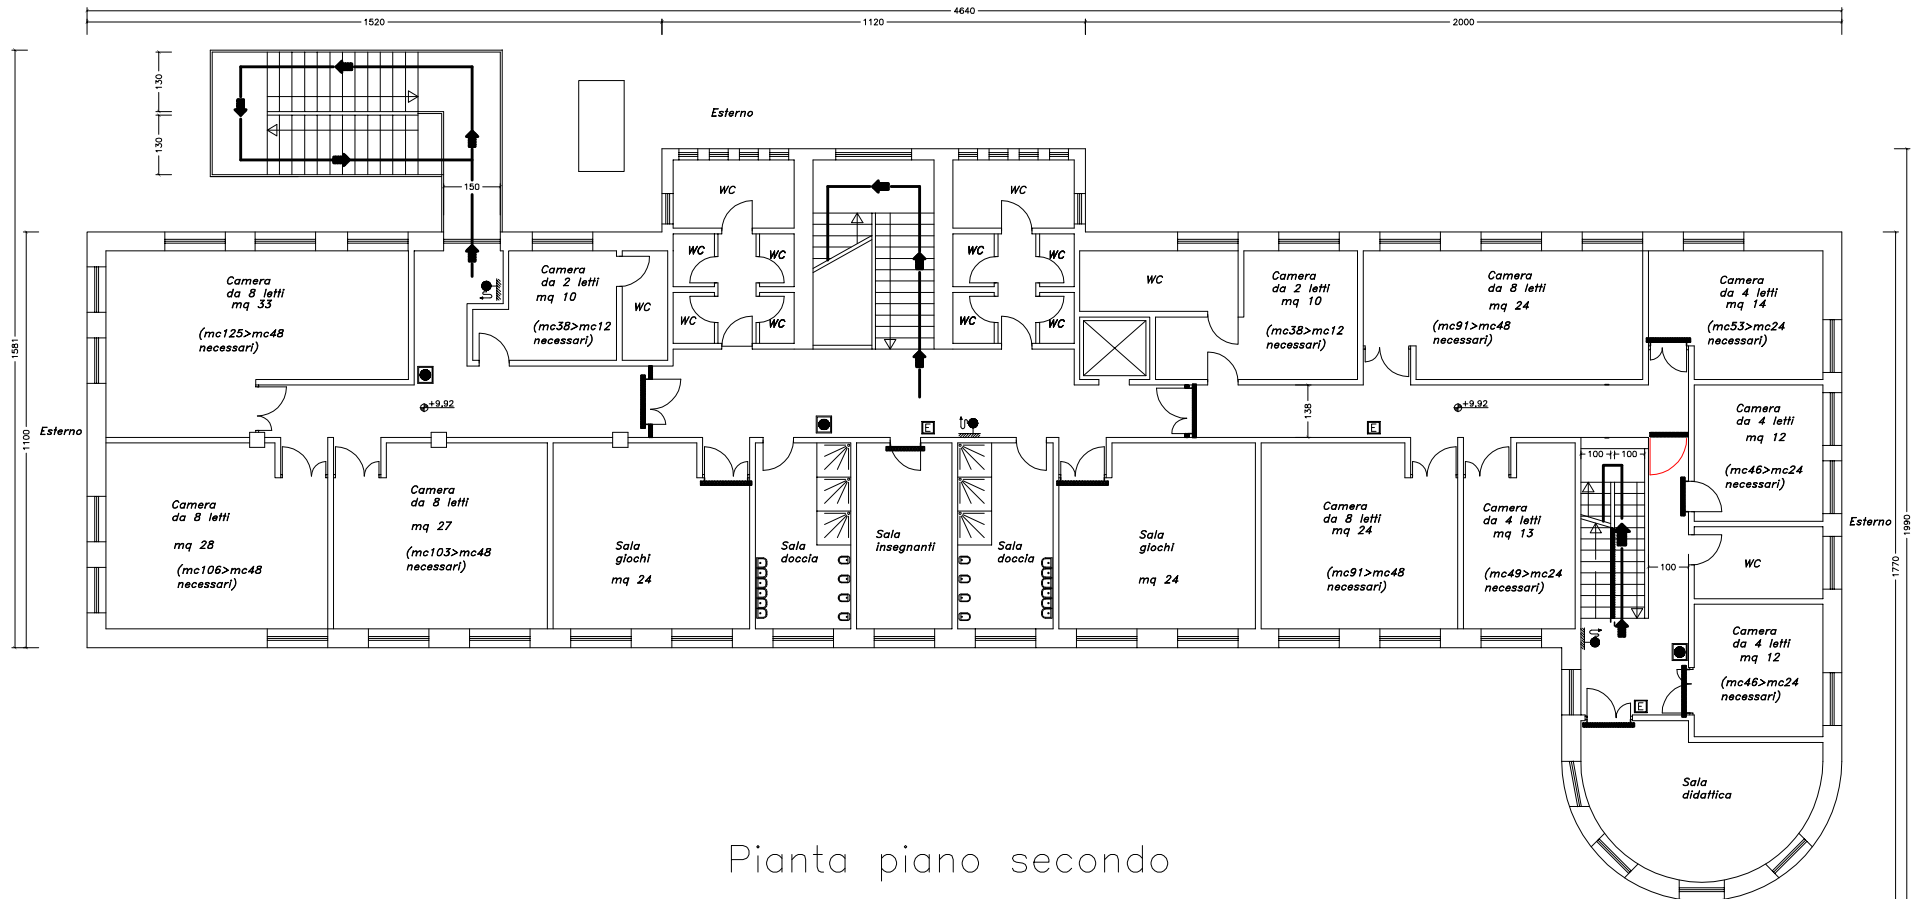 4640
1520
1120
2000
130
130
150
Esterno
WC
WC
WC
WC
WC
WC
WC
WC
WC
WC
Camera
da 8 letti
mq 33
(mc125>mc48
necessari)
Camera
da 2 letti
mq 10
(mc38>mc12
necessari)
WC
WC
Camera
da 2 letti
mq 10
(mc38>mc12
necessari)
Camera
da 8 letti
mq 24
(mc91>mc48
necessari)
Camera
da 4 letti
mq 14
(mc53>mc24
necessari)
1581
1100
Esterno
+9.92
E
138
E
+9.92
Camera
da 4 letti
mq 12
(mc46>mc24
necessari)
100
100
Camera
da 8 letti
mq 28
(mc106>mc48
necessari)
Camera
da 8 letti
mq 27
(mc103>mc48
necessari)
Sala
giochi
mq 24
Sala
doccia
Sala
insegnanti
Sala
doccia
Sala
giochi
mq 24
Camera
da 8 letti
mq 24
(mc91>mc48
necessari)
Camera
da 4 letti
mq 13
(mc49>mc24
necessari)
100
WC
Esterno
1990
1770
Camera
da 4 letti
mq 12
(mc46>mc24
necessari)
E
Sala
didattica
Pianta piano secondo